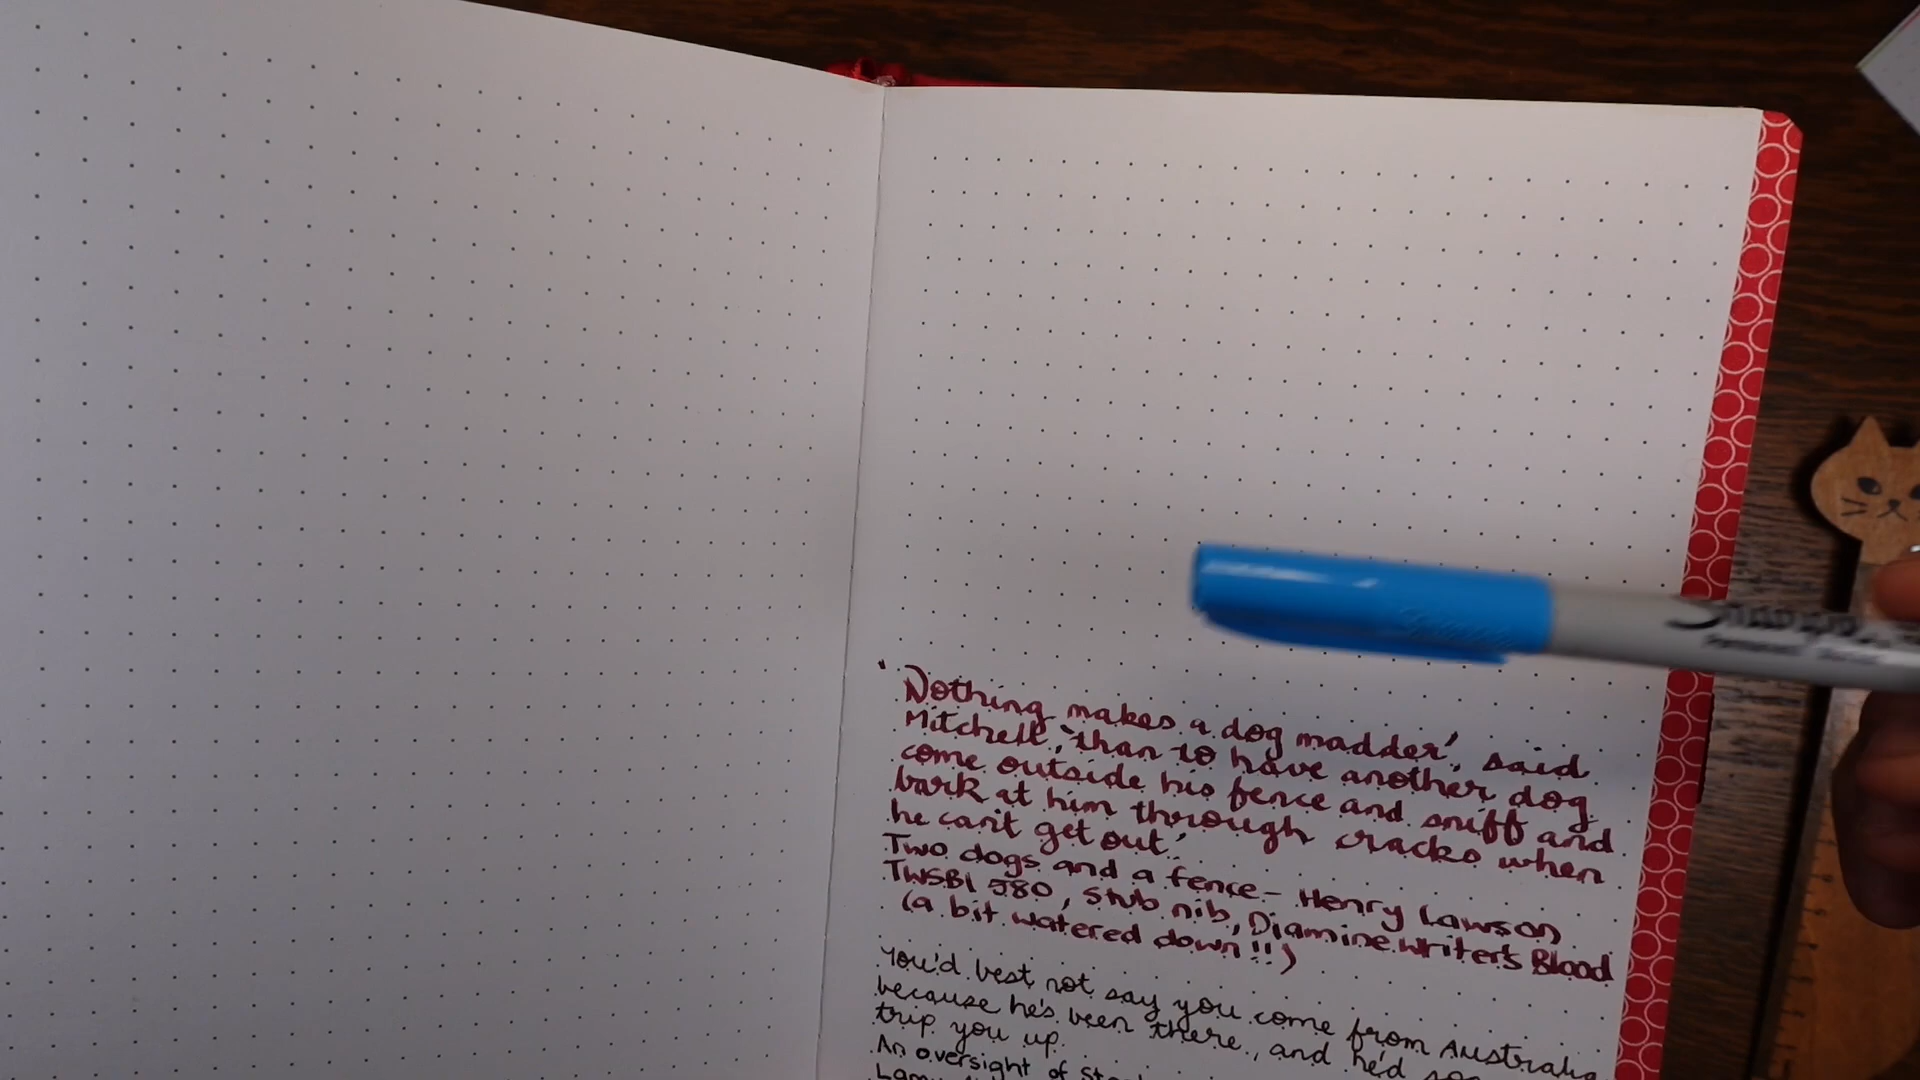 'Nothing makes a dog madder', said
Mitchell, 'than to have another dog
come outside his fence and sniff and
bark at him through cracks when
he can't get out.'
Two dogs and a fence - Henry Lawson
TWSBI 580, stub nib, Diamine Writer's Blood
(a bit watered down!!)
You'd best not say you come from Australia
because he's been there, and he'd
trip you up.
An oversight of
Sharpie